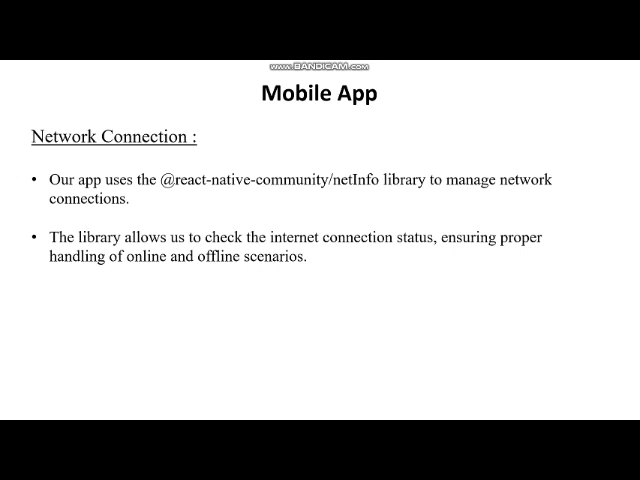 www.BANDICAM.com
Mobile App
Network Connection :
• Our app uses the @react-native-community/netInfo library to manage network
connections.
• The library allows us to check the internet connection status, ensuring proper
handling of online and offline scenarios.